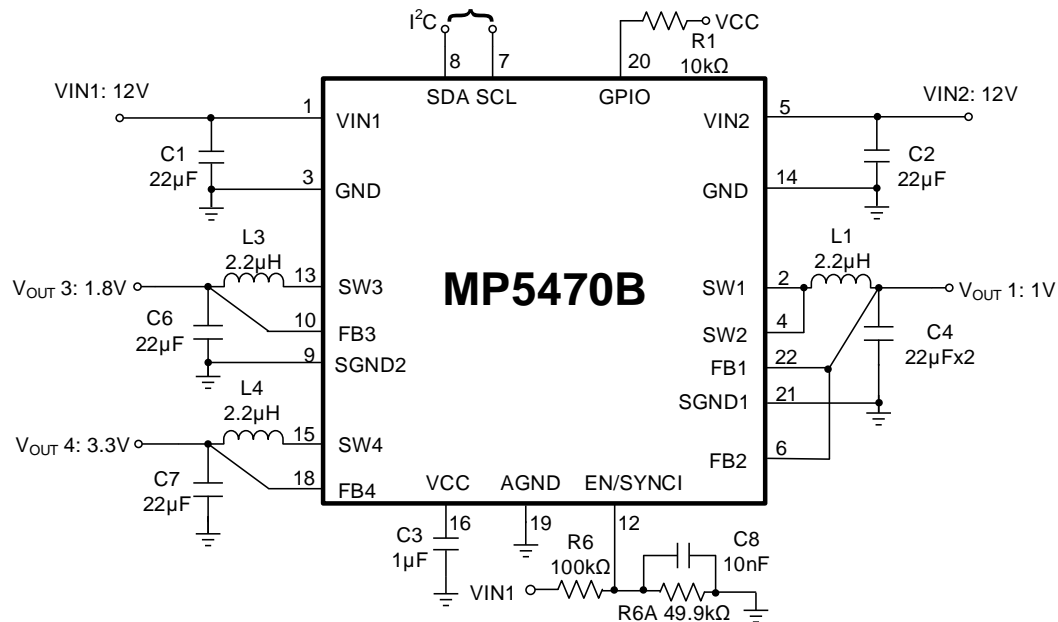 I²C
VCC
R1
10kΩ
8
7
20
SDA SCL
GPIO
VIN1: 12V
1
VIN1
C1
22µF
3
GND
VIN2: 12V
5
VIN2
C2
22µF
14
GND
L3
2.2µH
13
SW3
V_OUT 3: 1.8V
C6
22µF
10
FB3
9
SGND2
L4
2.2µH
15
SW4
V_OUT 4: 3.3V
C7
22µF
18
FB4
MP5470B
L1
2.2µH
2
SW1
V_OUT 1: 1V
4
SW2
C4
22µFx2
22
FB1
21
SGND1
6
FB2
VCC
AGND
EN/SYNCI
16
19
12
C3
1µF
R6
100kΩ
VIN1
C8
10nF
R6A 49.9kΩ